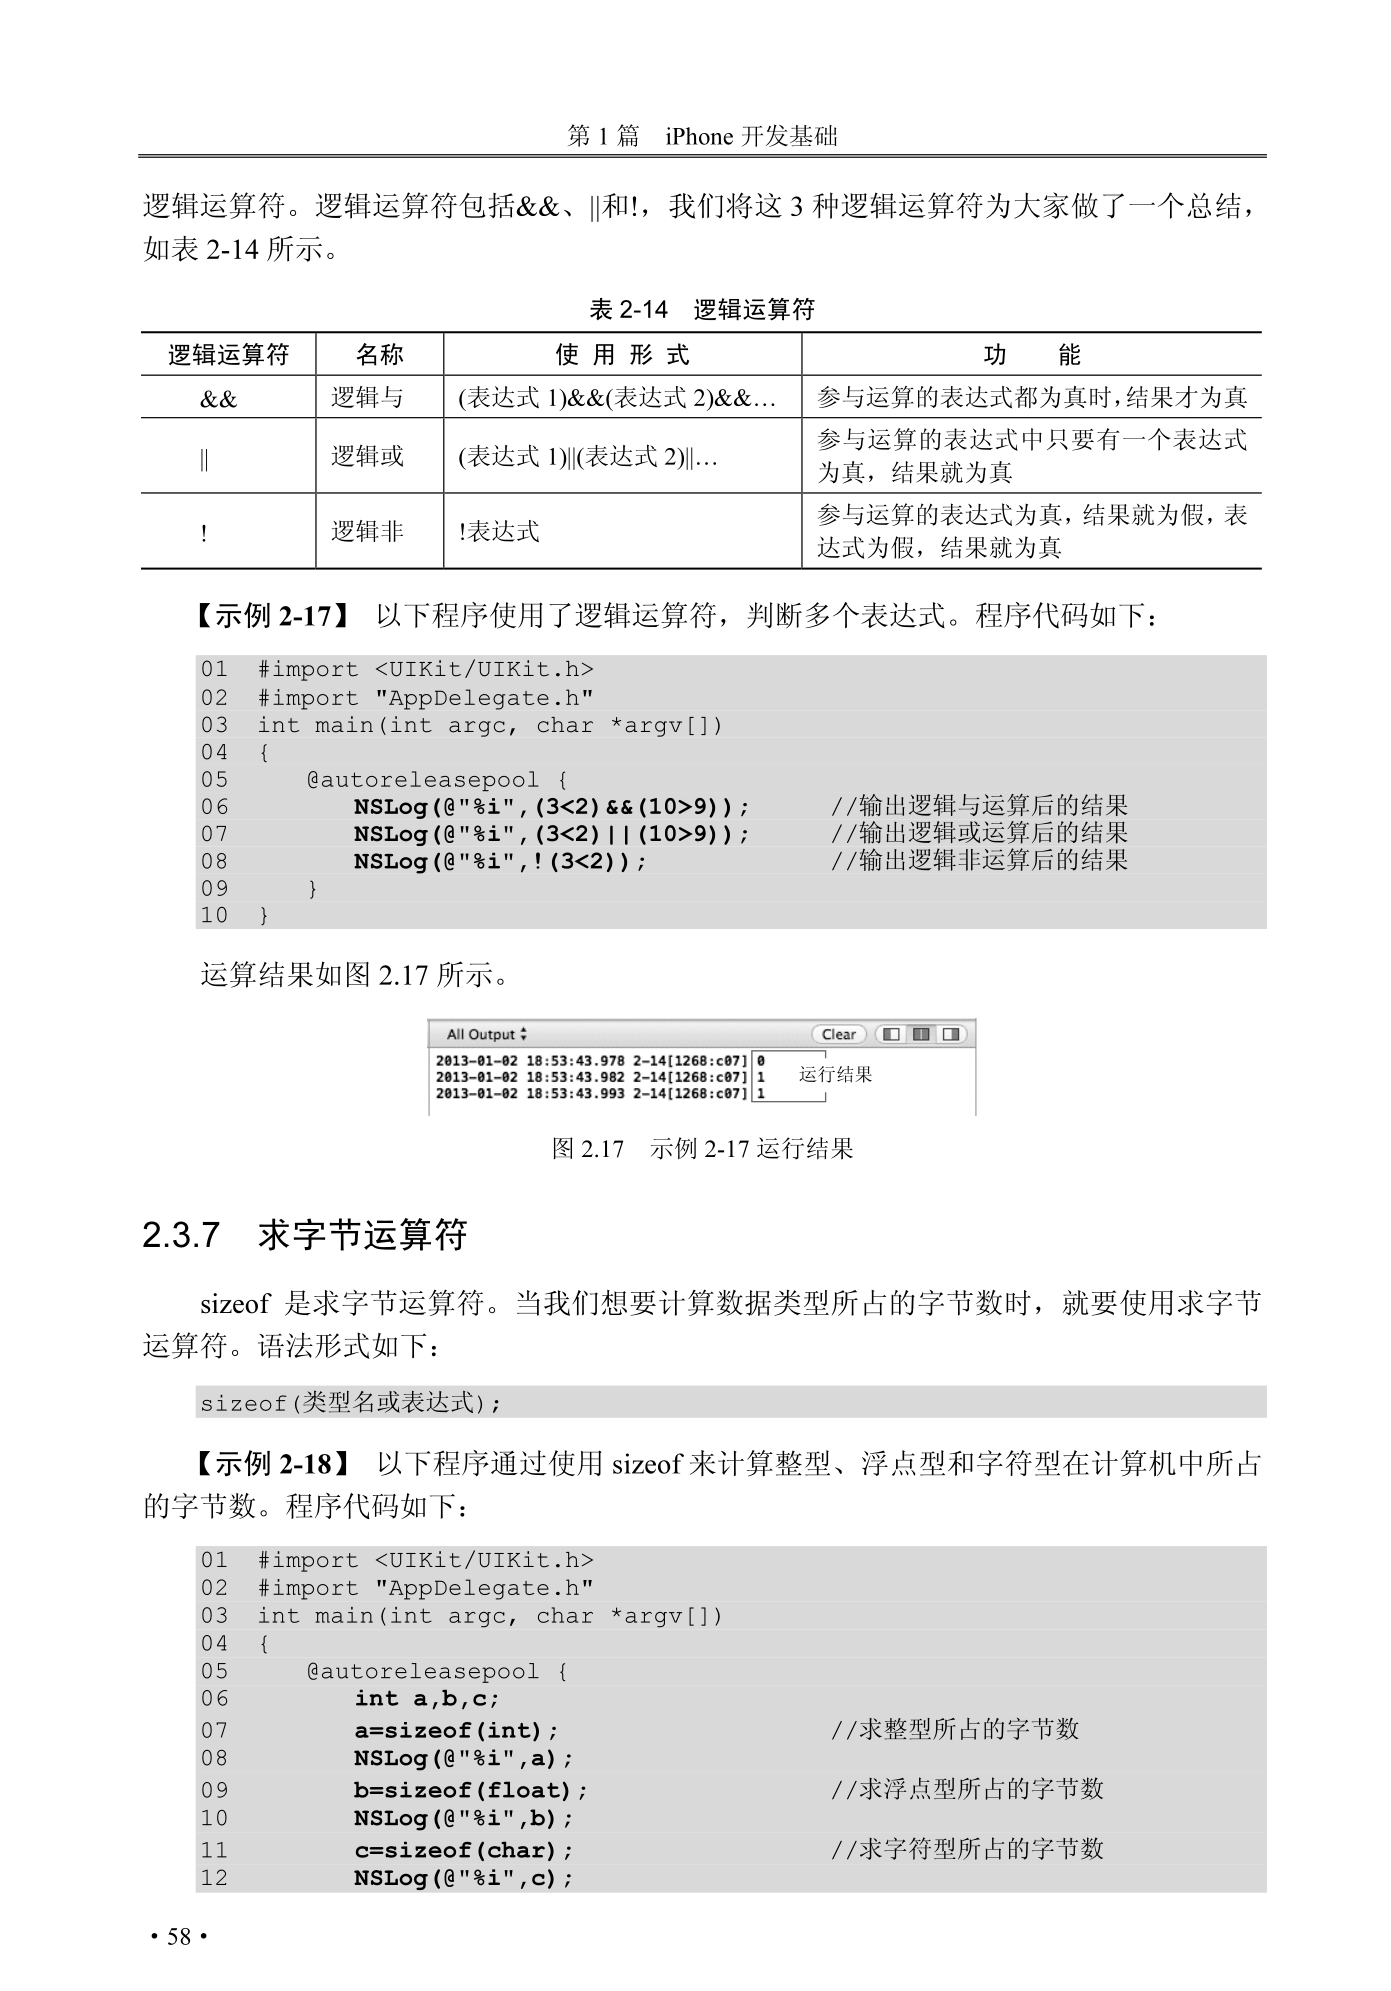 第 1 篇　iPhone 开发基础
逻辑运算符。逻辑运算符包括&&、||和!，我们将这 3 种逻辑运算符为大家做了一个总结，
如表 2-14 所示。
表 2-14　逻辑运算符
逻辑运算符　名称　使 用 形 式　功　能
&&　逻辑与　(表达式 1)&&(表达式 2)&&…　参与运算的表达式都为真时，结果才为真
||　逻辑或　(表达式 1)||(表达式 2)||…　参与运算的表达式中只要有一个表达式
为真，结果就为真
!　逻辑非　!表达式　参与运算的表达式为真，结果就为假，表
达式为假，结果就为真
【示例 2-17】 以下程序使用了逻辑运算符，判断多个表达式。程序代码如下：
01  #import <UIKit/UIKit.h>
02  #import "AppDelegate.h"
03  int main(int argc, char *argv[])
04  {
05      @autoreleasepool {
06          NSLog(@"%i",(3<2)&&(10>9));        //输出逻辑与运算后的结果
07          NSLog(@"%i",(3<2)||(10>9));        //输出逻辑或运算后的结果
08          NSLog(@"%i",!(3<2));        //输出逻辑非运算后的结果
09      }
10  }
运算结果如图 2.17 所示。
All Output　Clear
2013-01-02 18:53:43.978 2-14[1268:c07] 0
2013-01-02 18:53:43.982 2-14[1268:c07] 1　运行结果
2013-01-02 18:53:43.993 2-14[1268:c07] 1
图 2.17　示例 2-17 运行结果
2.3.7　求字节运算符
sizeof 是求字节运算符。当我们想要计算数据类型所占的字节数时，就要使用求字节
运算符。语法形式如下：
sizeof(类型名或表达式);
【示例 2-18】 以下程序通过使用 sizeof 来计算整型、浮点型和字符型在计算机中所占
的字节数。程序代码如下：
01  #import <UIKit/UIKit.h>
02  #import "AppDelegate.h"
03  int main(int argc, char *argv[])
04  {
05      @autoreleasepool {
06          int a,b,c;
07          a=sizeof(int);        //求整型所占的字节数
08          NSLog(@"%i",a);
09          b=sizeof(float);        //求浮点型所占的字节数
10          NSLog(@"%i",b);
11          c=sizeof(char);        //求字符型所占的字节数
12          NSLog(@"%i",c);
• 58 •